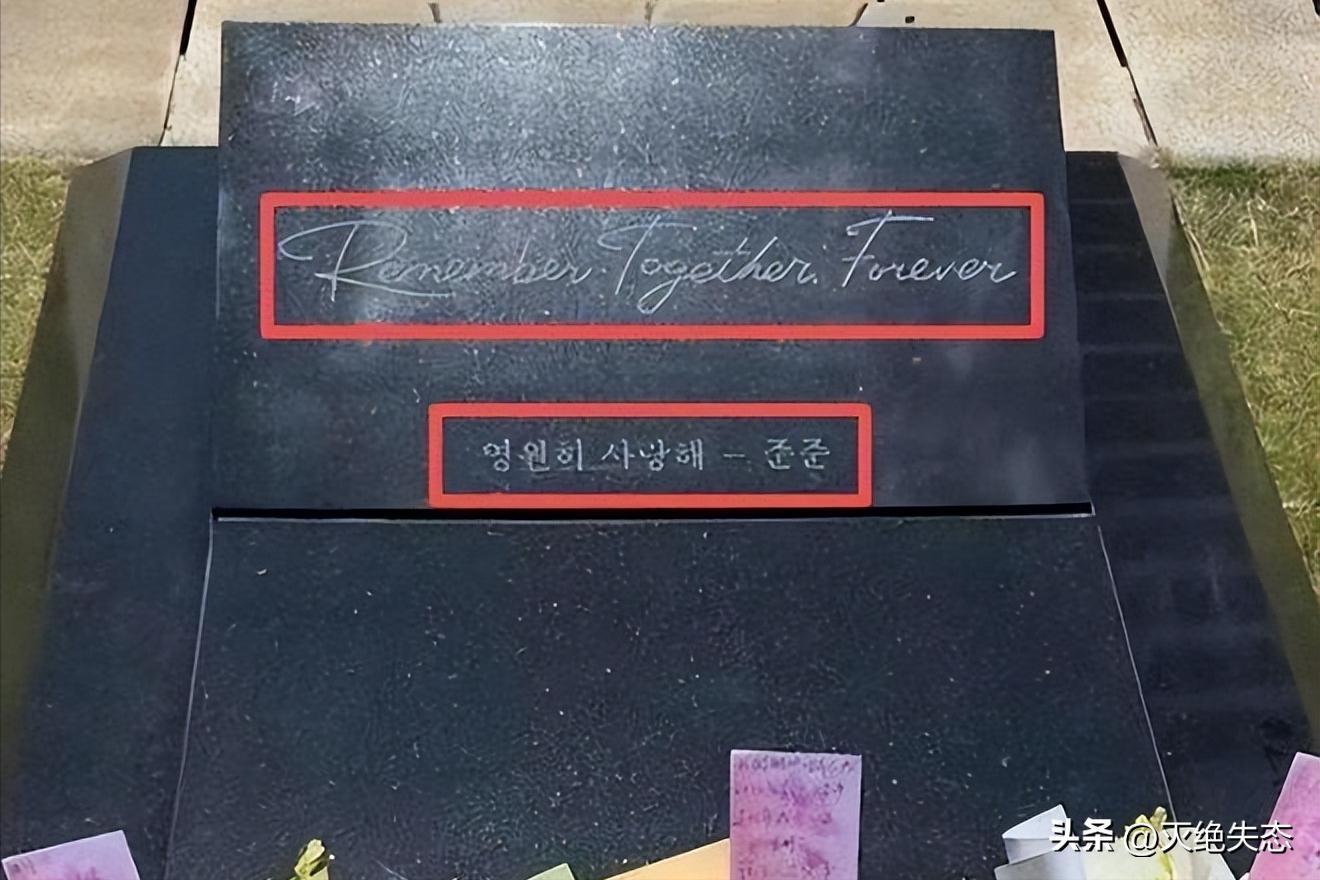 Remember. Together. Forever
영원히 사랑해 – 준준
头条 @灭绝失态